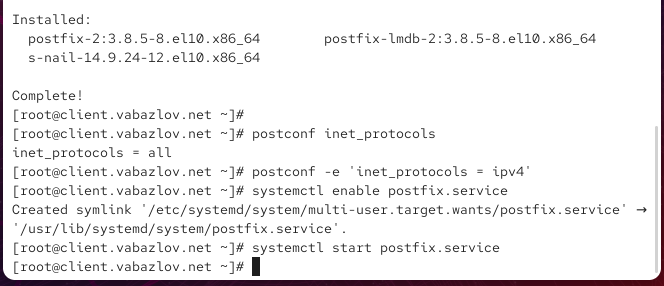 Installed:
  postfix-2:3.8.5-8.el10.x86_64        postfix-lmdb-2:3.8.5-8.el10.x86_64
  s-nail-14.9.24-12.el10.x86_64

Complete!
[root@client.vabazlov.net ~]#
[root@client.vabazlov.net ~]# postconf inet_protocols
inet_protocols = all
[root@client.vabazlov.net ~]# postconf -e 'inet_protocols = ipv4'
[root@client.vabazlov.net ~]# systemctl enable postfix.service
Created symlink '/etc/systemd/system/multi-user.target.wants/postfix.service' →
'/usr/lib/systemd/system/postfix.service'.
[root@client.vabazlov.net ~]# systemctl start postfix.service
[root@client.vabazlov.net ~]#